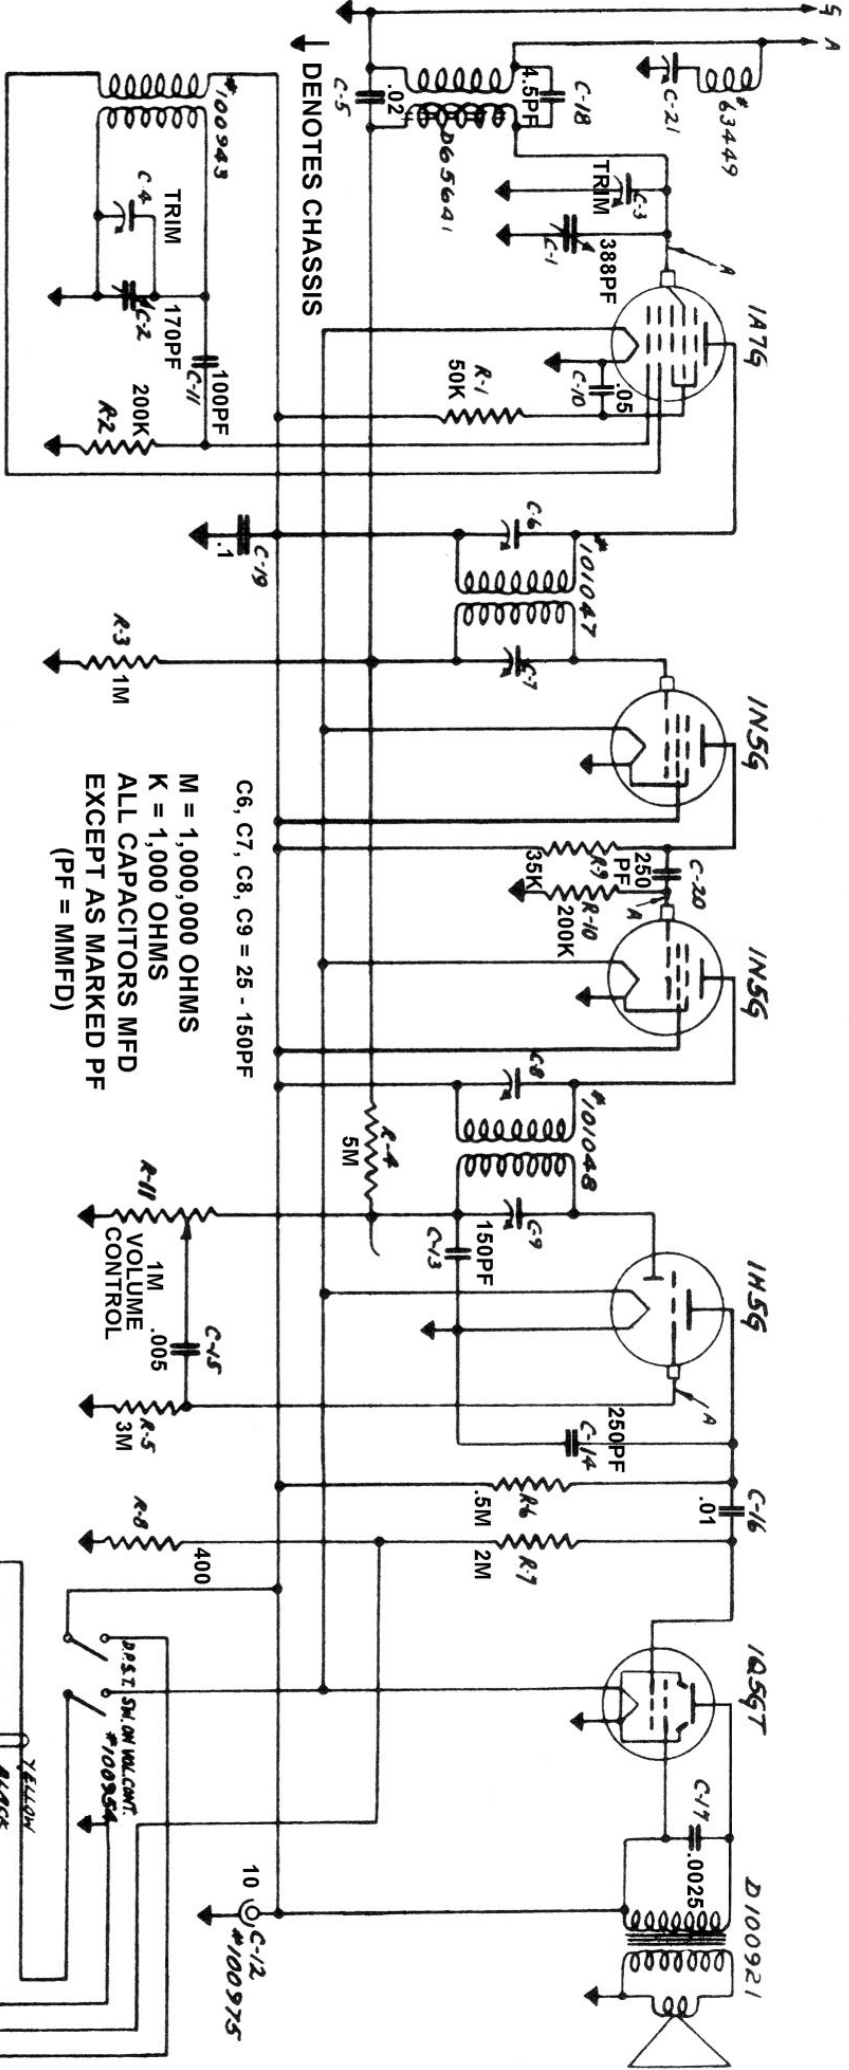 G
A
#63449
C-21
C-18
4.5PF
D65641
C-5
.02
C-3
TRIM
388PF
C-1
A
1A7G
DENOTES CHASSIS
#100943
C-4
TRIM
C-2
170PF
C-11
100PF
R-2
200K
R-1
50K
C-10
.05
C-19
.1
C-6
#101047
C-7
R-3
1M
1N5G
R-9
35K
250
PF
C-20
A
R-10
200K
1N5G
C6, C7, C8, C9 = 25 - 150PF
M = 1,000,000 OHMS
K = 1,000 OHMS
ALL CAPACITORS MFD
EXCEPT AS MARKED PF
(PF = MMFD)
C-8
#101048
C-9
R-4
5M
150PF
C-13
R-11
1M
VOLUME
CONTROL
C-15
.005
R-5
3M
1H5G
A
250PF
C-14
C-16
.01
R-6
.5M
R-7
2M
R-8
400
1Q5GT
C-17
.0025
D100921
D.P.S.T. SW. ON VOL. CONT.
#100954
10
C-12
#100975
YELLOW
BLACK